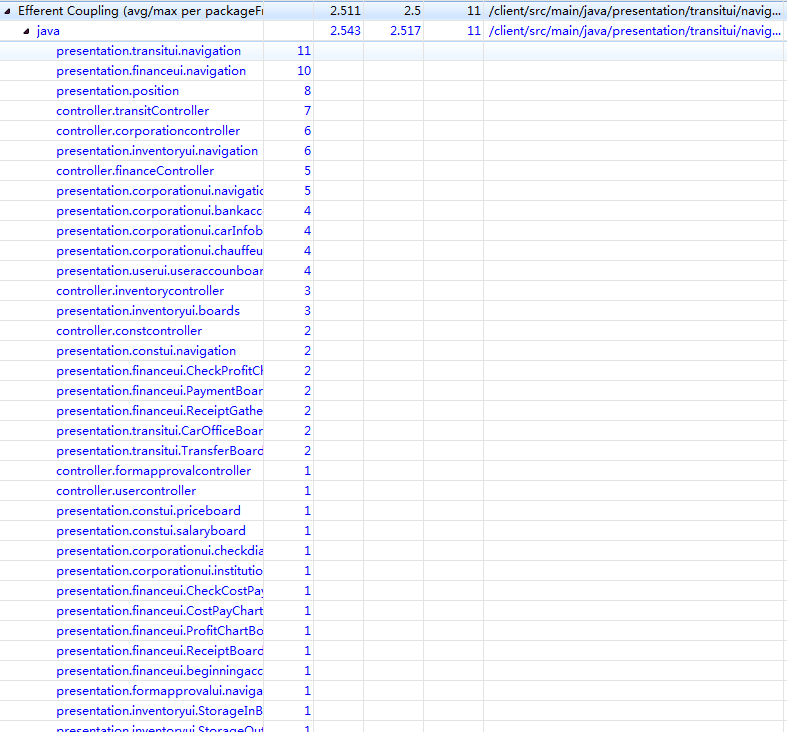 Efferent Coupling (avg/max per packageFr 2.511 2.5 11 /client/src/main/java/presentation/transitui/navig...
java 2.543 2.517 11 /client/src/main/java/presentation/transitui/navig...
presentation.transitui.navigation 11
presentation.financeui.navigation 10
presentation.position 8
controller.transitController 7
controller.corporationcontroller 6
presentation.inventoryui.navigation 6
controller.financeController 5
presentation.corporationui.navigatio 5
presentation.corporationui.bankacc 4
presentation.corporationui.carInfob 4
presentation.corporationui.chauffeu 4
presentation.userui.useraccounboar 4
controller.inventorycontroller 3
presentation.inventoryui.boards 3
controller.constcontroller 2
presentation.constui.navigation 2
presentation.financeui.CheckProfitCh 2
presentation.financeui.PaymentBoar 2
presentation.financeui.ReceiptGathe 2
presentation.transitui.CarOfficeBoar 2
presentation.transitui.TransferBoard 2
controller.formapprovalcontroller 1
controller.usercontroller 1
presentation.constui.priceboard 1
presentation.constui.salaryboard 1
presentation.corporationui.checkdia 1
presentation.corporationui.institutio 1
presentation.financeui.CheckCostPay 1
presentation.financeui.CostPayChart 1
presentation.financeui.ProfitChartBo 1
presentation.financeui.ReceiptBoard 1
presentation.financeui.beginningacc 1
presentation.formapprovalui.naviga 1
presentation.inventoryui.StorageInB 1
presentation.inventoryui.StorageOut 1